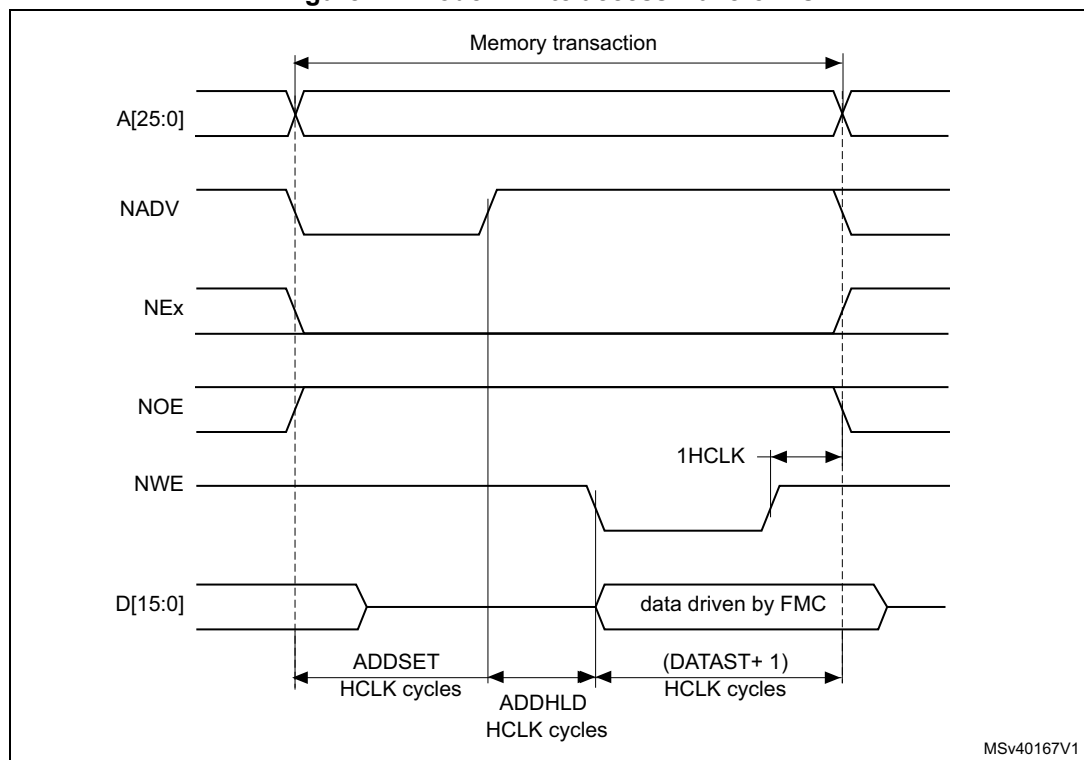 Memory transaction
A[25:0]
NADV
NEx
NOE
1HCLK
NWE
D[15:0]
data driven by FMC
ADDSET
HCLK cycles
(DATAST+ 1)
HCLK cycles
ADDHLD
HCLK cycles
MSv40167V1